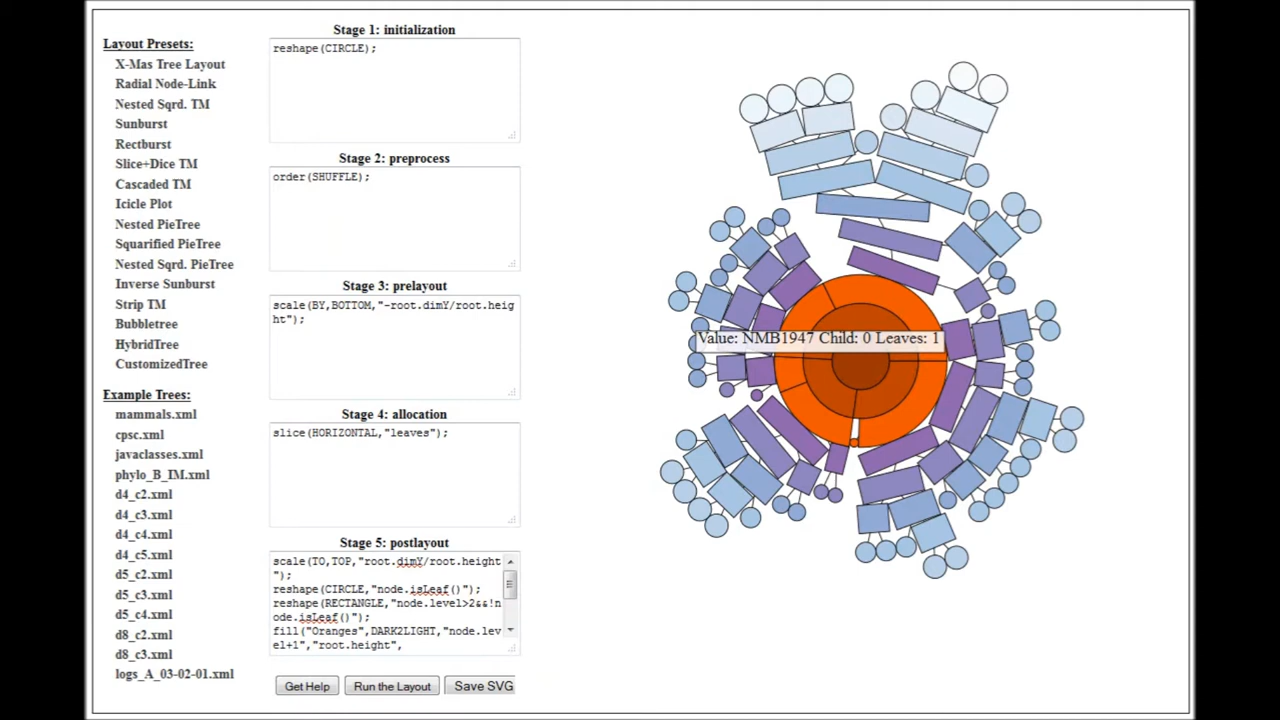 Layout Presets:
X-Mas Tree Layout
Radial Node-Link
Nested Sqrd. TM
Sunburst
Rectburst
Slice+Dice TM
Cascaded TM
Icicle Plot
Nested PieTree
Squarified PieTree
Nested Sqrd. PieTree
Inverse Sunburst
Strip TM
Bubbletree
HybridTree
CustomizedTree
Example Trees:
mammals.xml
cpsc.xml
javaclasses.xml
phylo_B_IM.xml
d4_c2.xml
d4_c3.xml
d4_c4.xml
d4_c5.xml
d5_c2.xml
d5_c3.xml
d5_c4.xml
d8_c2.xml
d8_c3.xml
logs_A_03-02-01.xml
Stage 1: initialization
reshape(CIRCLE);
Stage 2: preprocess
order(SHUFFLE);
Stage 3: prelayout
scale(BY,BOTTOM,"-root.dimY/root.heig
ht");
Stage 4: allocation
slice(HORIZONTAL,"leaves");
Stage 5: postlayout
scale(TO,TOP,"root.dimY/root.height
");
reshape(CIRCLE,"node.isLeaf()");
reshape(RECTANGLE,"node.level>2&&!n
ode.isLeaf()");
fill("Oranges",DARK2LIGHT,"node.lev
el+1","root.height",
Get Help
Run the Layout
Save SVG
Value: NMB1947 Child: 0 Leaves: 1